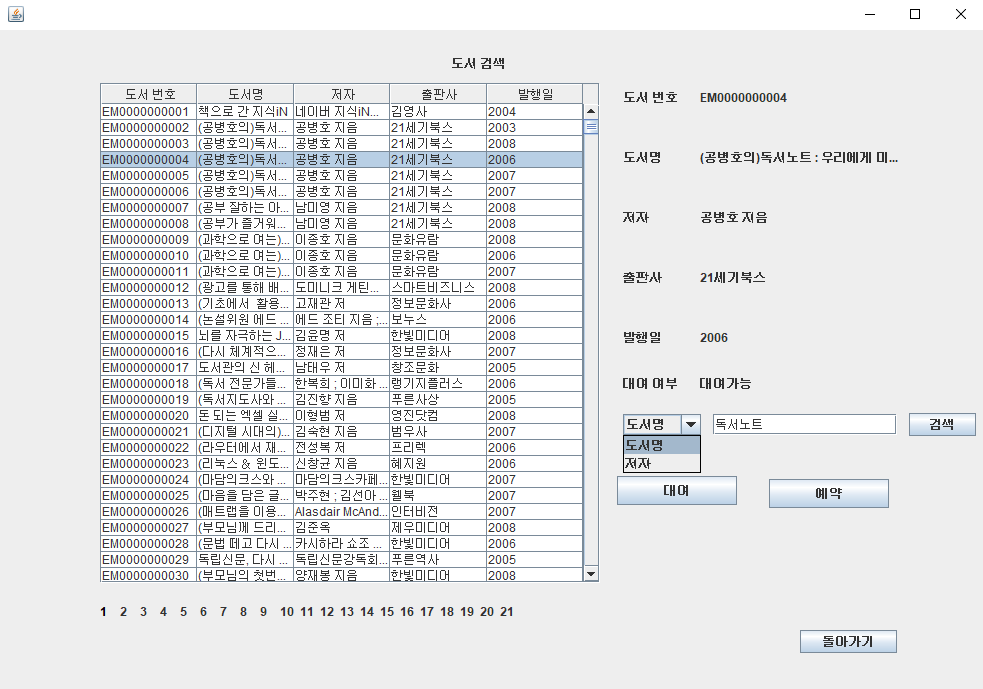 도서 검색
도서 번호 도서명 저자 출판사 발행일
EM0000000001 책으로 간 지식iN 네이버 지식iN... 김영사 2004
EM0000000002 (공병호의)독서... 공병호 지음 21세기북스 2003
EM0000000003 (공병호의)독서... 공병호 지음 21세기북스 2008
EM0000000004 (공병호의)독서... 공병호 지음 21세기북스 2006
EM0000000005 (공병호의)독서... 공병호 지음 21세기북스 2007
EM0000000006 (공병호의)독서... 공병호 지음 21세기북스 2007
EM0000000007 (공부 잘하는 아... 남미영 지음 21세기북스 2008
EM0000000008 (공부가 즐거워... 남미영 지음 21세기북스 2008
EM0000000009 (과학으로 여는)... 이종호 지음 문화유람 2008
EM0000000010 (과학으로 여는)... 이종호 지음 문화유람 2006
EM0000000011 (과학으로 여는)... 이종호 지음 문화유람 2007
EM0000000012 (광고를 통해 배... 도미니크 게틴... 스마트비즈니스 2008
EM0000000013 (기초에서 활용... 고재관 저 정보문화사 2006
EM0000000014 (논설위원 에드 ... 에드 조티 지음 ;... 보누스 2006
EM0000000015 뇌를 자극하는 J... 김윤명 저 한빛미디어 2008
EM0000000016 (다시 체계적으... 정재은 저 정보문화사 2007
EM0000000017 도서관의 신 헤... 남태우 저 창조문화 2005
EM0000000018 (독서 전문가들... 한복희 ; 이미화 ... 랭기지플러스 2006
EM0000000019 (독서지도사와 ... 김진향 지음 푸른사상 2005
EM0000000020 돈 되는 엑셀 실... 이형범 저 영진닷컴 2008
EM0000000021 (디지털 시대의)... 김숙현 지음 범우사 2007
EM0000000022 (라우터에서 재... 전성복 저 프리렉 2006
EM0000000023 (리눅스 & 윈도... 신창균 지음 혜지원 2006
EM0000000024 (마담의크스와 ... 마담의크스카페... 한빛미디어 2007
EM0000000025 (마음을 담은 글... 박주현 ; 김선아 ... 웰북 2007
EM0000000026 (매트랩을 이용... Alasdair McAnd... 인터비젼 2007
EM0000000027 (부모님께 드리... 김준옥 제우미디어 2008
EM0000000028 (문법 떼고 다시 ... 카시하라 쇼조 ... 한빛미디어 2006
EM0000000029 독립신문, 다시 ... 독립신문강독회... 푸른역사 2005
EM0000000030 (부모님의 첫번... 양재봉 지음 한빛미디어 2008
1 2 3 4 5 6 7 8 9 10 11 12 13 14 15 16 17 18 19 20 21
도서 번호 EM0000000004
도서명 (공병호의)독서노트 : 우리에게 미...
저자 공병호 지음
출판사 21세기북스
발행일 2006
대여 여부 대여가능
도서명 독서노트 검색
도서명
저자
대여 예약
돌아가기